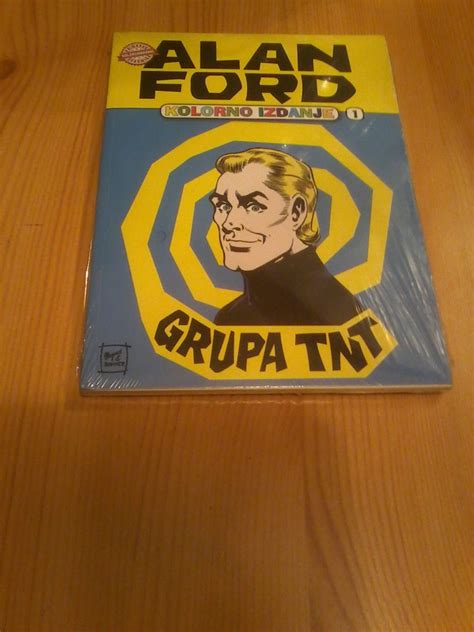 ALAN
FORD
KOLORNO IZDANJE 1
GRUPA TNT